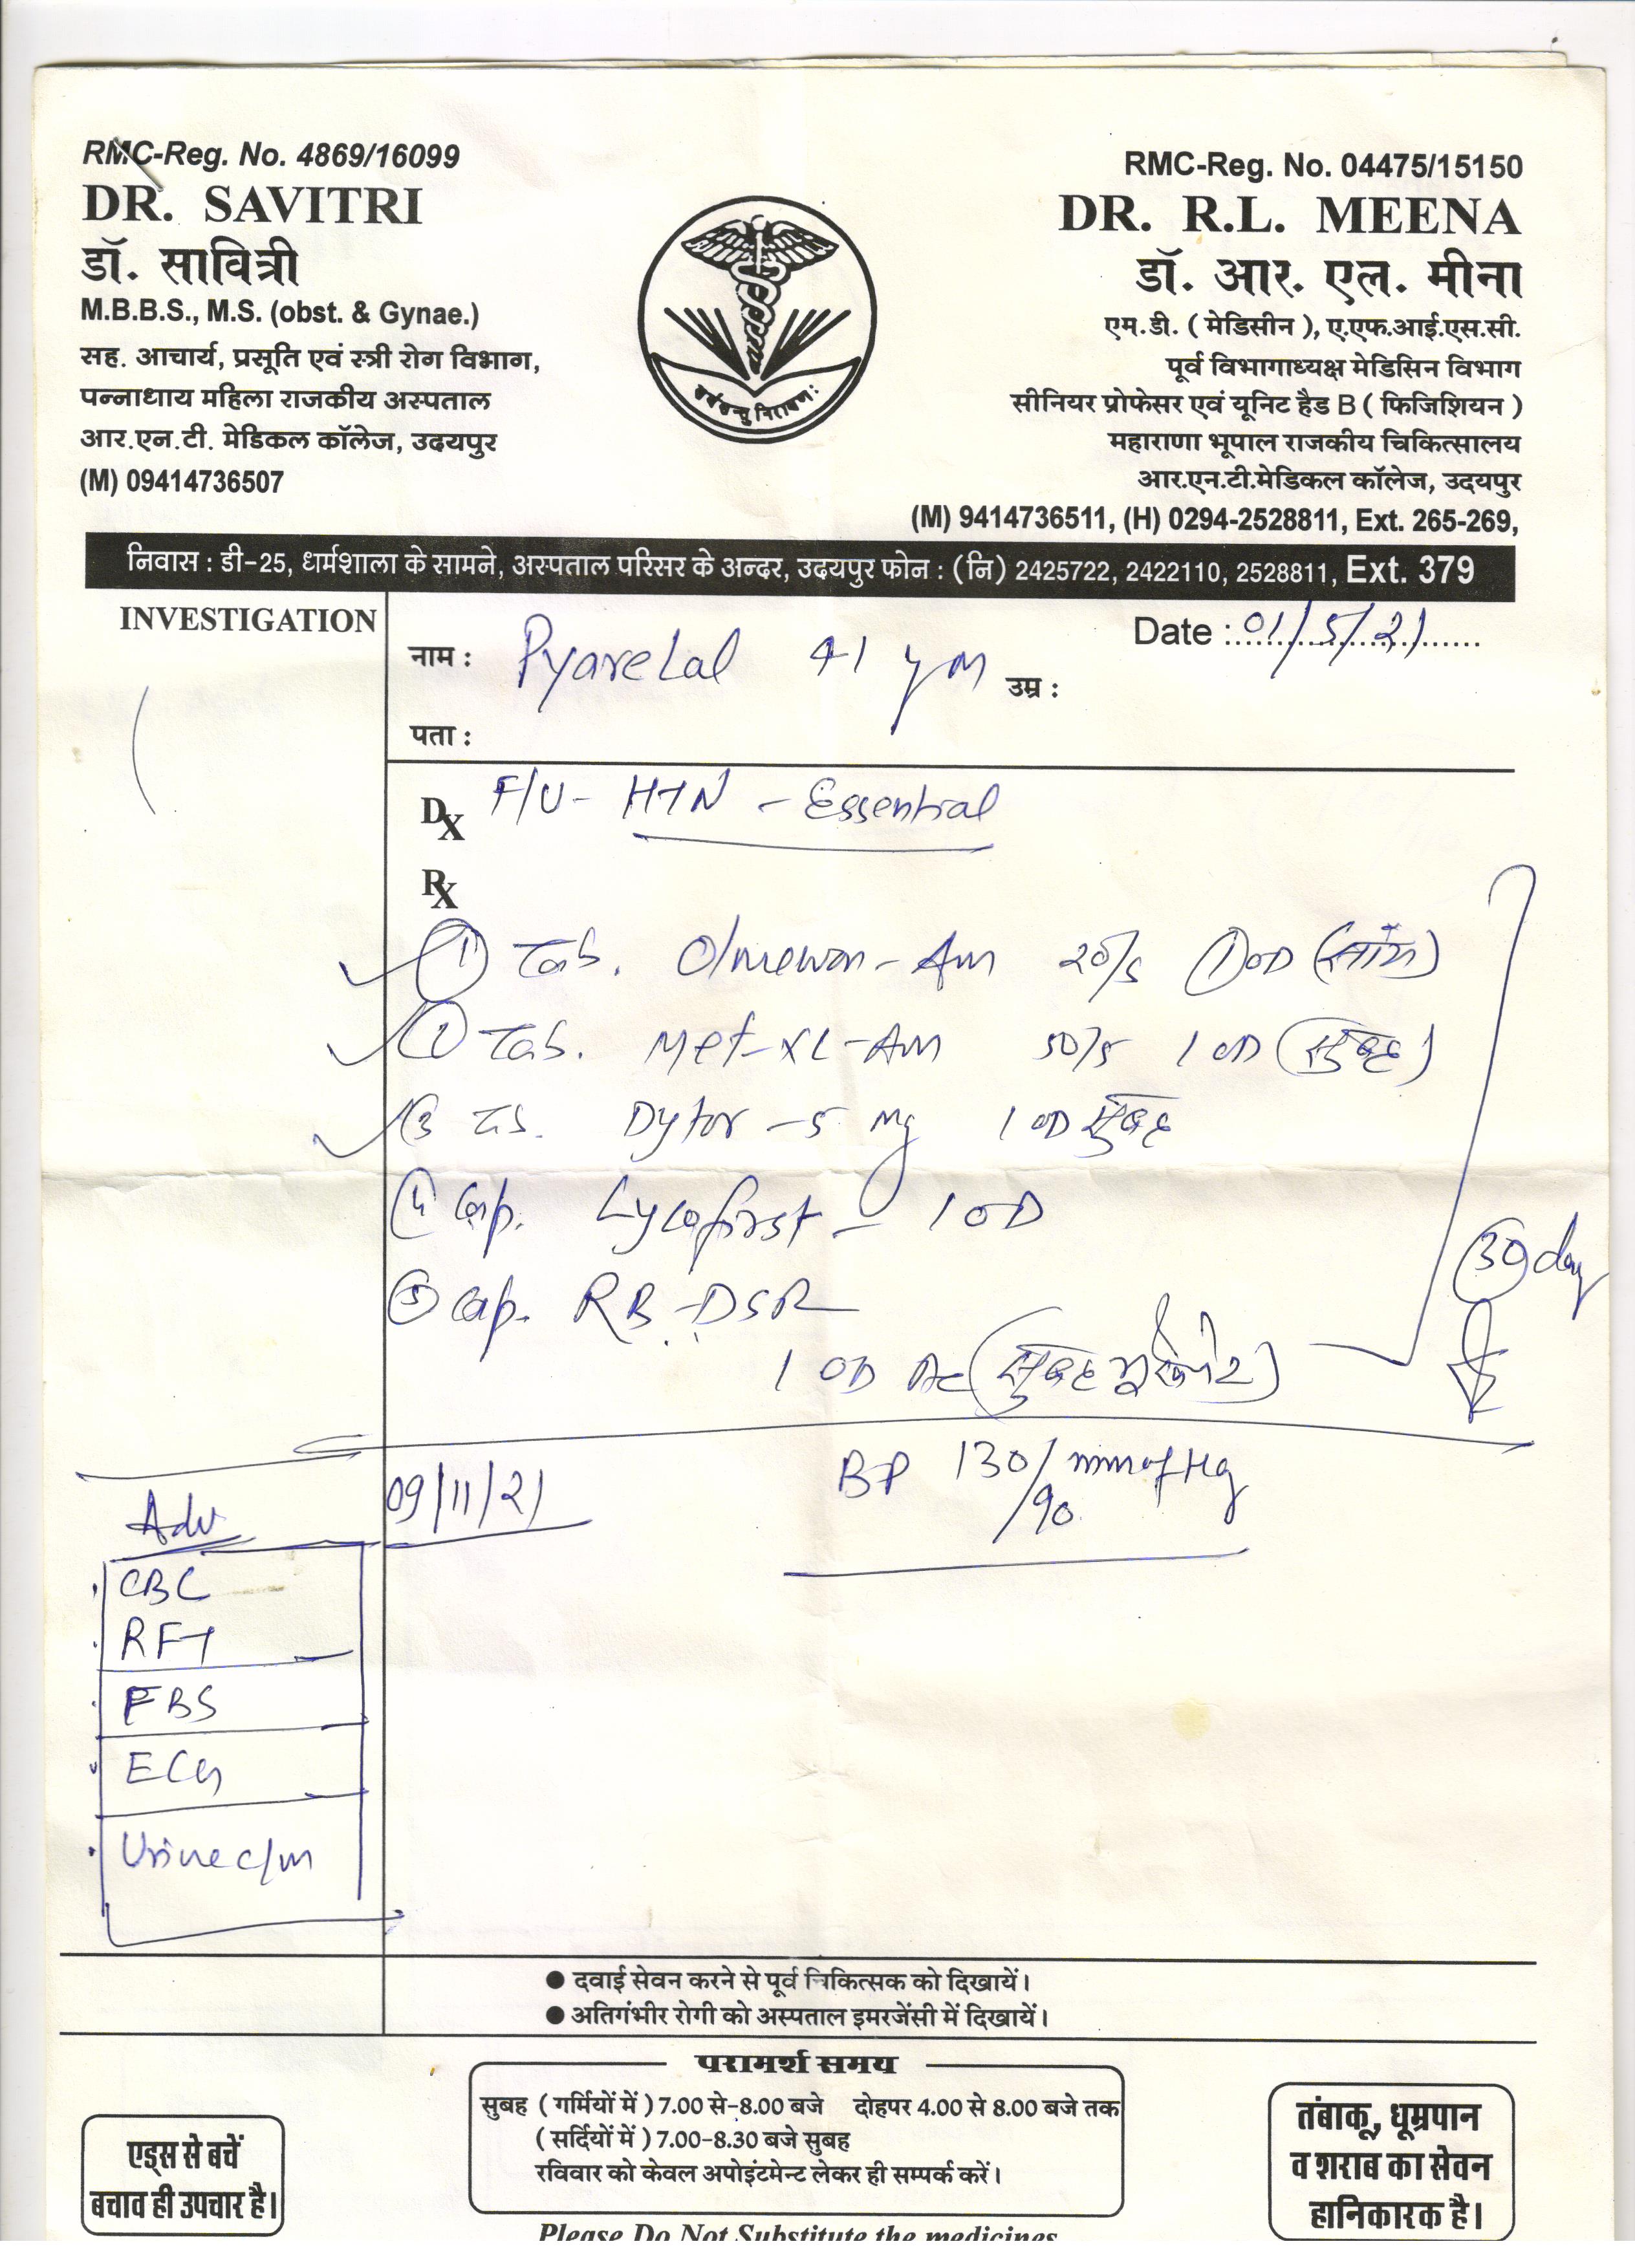 RMC-Reg. No. 4869/16099
DR. SAVITRI
डॉ. सावित्री
M.B.B.S., M.S. (obst. & Gynae.)
सह. आचार्य, प्रसूति एवं स्त्री रोग विभाग,
पन्नाधाय महिला राजकीय अस्पताल
आर.एन.टी. मेडिकल कॉलेज, उदयपुर
(M) 09414736507
RMC-Reg. No. 04475/15150
DR. R.L. MEENA
डॉ. आर. एल. मीना
एम.डी. ( मेडिसीन ), ए.एफ.आई.एस.सी.
पूर्व विभागाध्यक्ष मेडिसिन विभाग
सीनियर प्रोफेसर एवं यूनिट हैड B ( फिजिशियन )
महाराणा भूपाल राजकीय चिकित्सालय
आर.एन.टी.मेडिकल कॉलेज, उदयपुर
(M) 9414736511, (H) 0294-2528811, Ext. 265-269,
निवास : डी-25, धर्मशाला के सामने, अस्पताल परिसर के अन्दर, उदयपुर फोन : (नि) 2425722, 2422110, 2528811, Ext. 379
INVESTIGATION
Date : 01/5/21
नाम : Pyarelal 41 y m उम्र :
पता :
Dx F/U- HTN - Essential
Rx
① Tab. Olmewon-Am 20/5 ① OD (सांय)
② Tab. Met-XL-AM 50/5 1 OD (सुबह)
③ Tab. Dytor -5 mg 1 OD सुबह
④ Cap. Lycofirst - 1 OD
⑤ Cap. RB-DSR
1 OD AC (सुबह भूखे पेट)
30 day
09/11/21 BP 130/90 mmofHg
Adv
CBC
RFT
FBS
ECG
Urine c/m
● दवाई सेवन करने से पूर्व चिकित्सक को दिखायें।
● अतिगंभीर रोगी को अस्पताल इमरजेंसी में दिखायें।
परामर्श समय
सुबह ( गर्मियों में ) 7.00 से-8.00 बजे दोहपर 4.00 से 8.00 बजे तक
( सर्दियों में ) 7.00-8.30 बजे सुबह
रविवार को केवल अपोइंटमेन्ट लेकर ही सम्पर्क करें।
एड्स से बचें
बचाव ही उपचार है।
तंबाकू, धूम्रपान
व शराब का सेवन
हानिकारक है।
Please Do Not Substitute the medicines